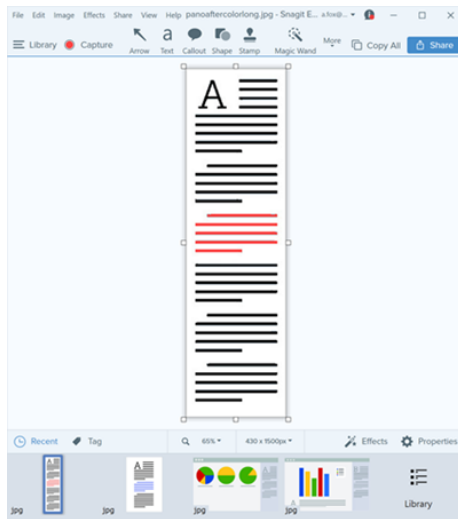 File Edit Image Effects Share View Help panoaftercolorlong.jpg - Snagit E...
Library Capture Arrow Text Callout Shape Stamp Magic Wand More Copy All Share
a
A
Recent Tag 65% 430 x 1500px Effects Properties
jpg jpg jpg jpg Library